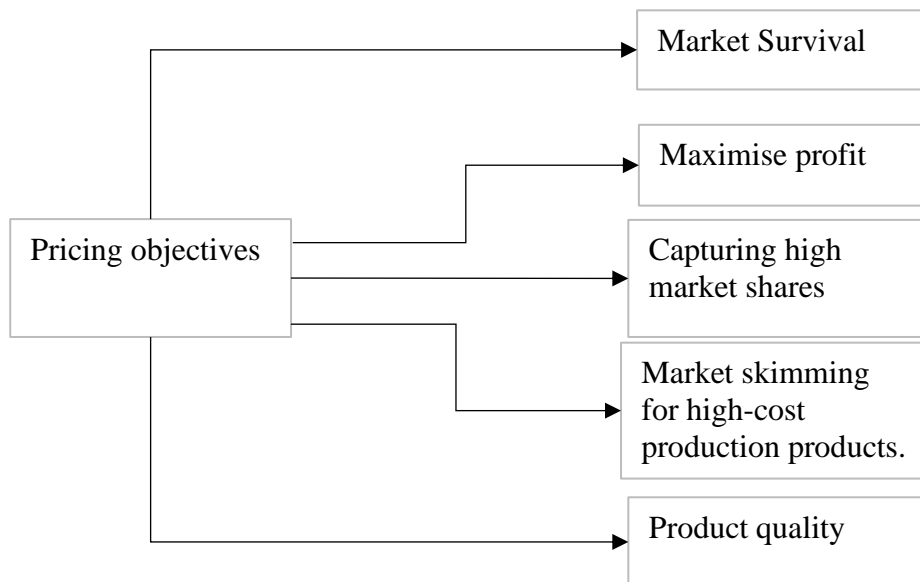 Market Survival
Maximise profit
Pricing objectives
Capturing high
market shares
Market skimming
for high-cost
production products.
Product quality